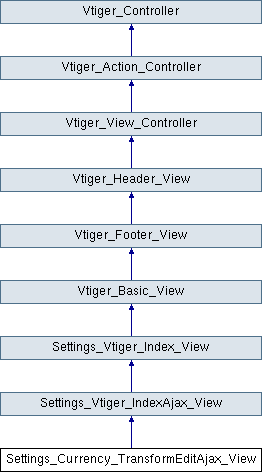 Vtiger_Controller
Vtiger_Action_Controller
Vtiger_View_Controller
Vtiger_Header_View
Vtiger_Footer_View
Vtiger_Basic_View
Settings_Vtiger_Index_View
Settings_Vtiger_IndexAjax_View
Settings_Currency_TransformEditAjax_View